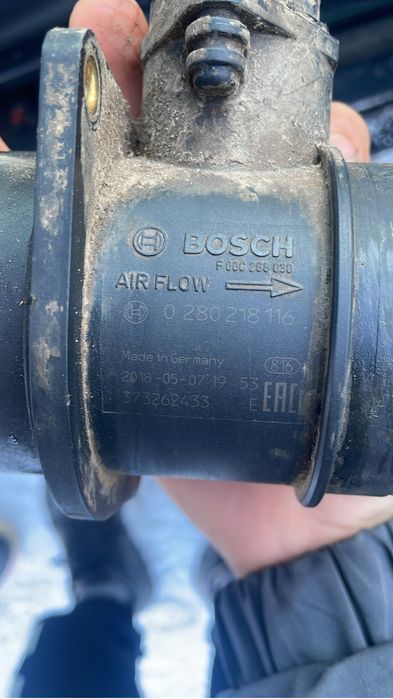 BOSCH
F 00C 2G6 030
AIR FLOW
0 280 218 116
Made in Germany
816
2018-05-07 19 53
373262433
E
EAC